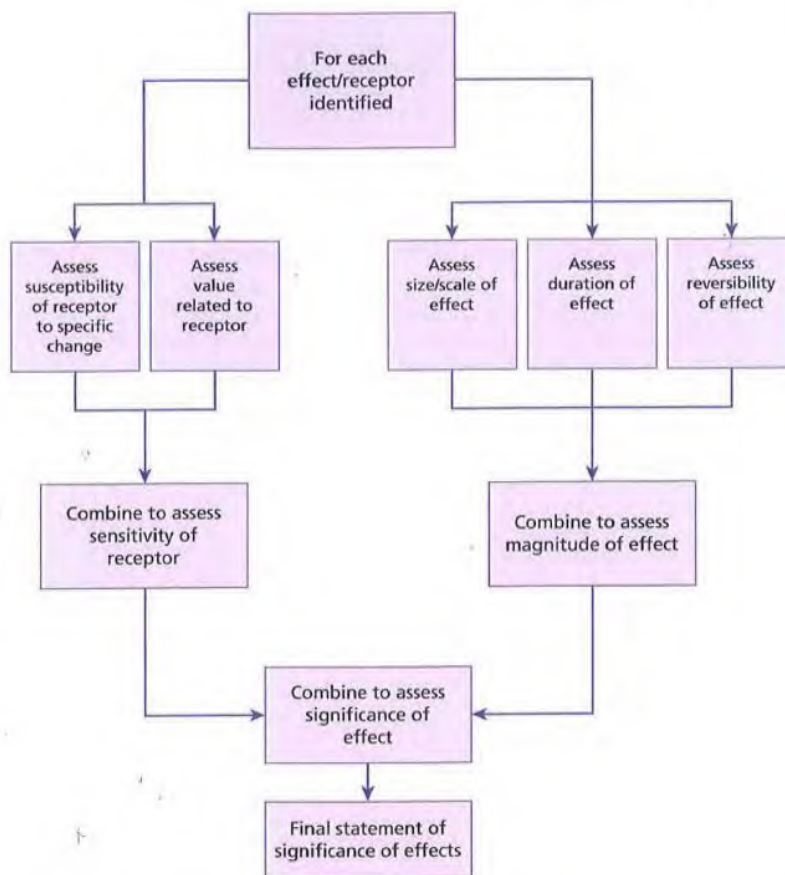 For each
effect/receptor
identified
Assess
susceptibility
of receptor
to specific
change
Assess
value
related to
receptor
Assess
size/scale of
effect
Assess
duration of
effect
Assess
reversibility
of effect
Combine to assess
sensitivity of
receptor
Combine to assess
magnitude of effect
Combine to assess
significance of
effect
Final statement of
significance of effects